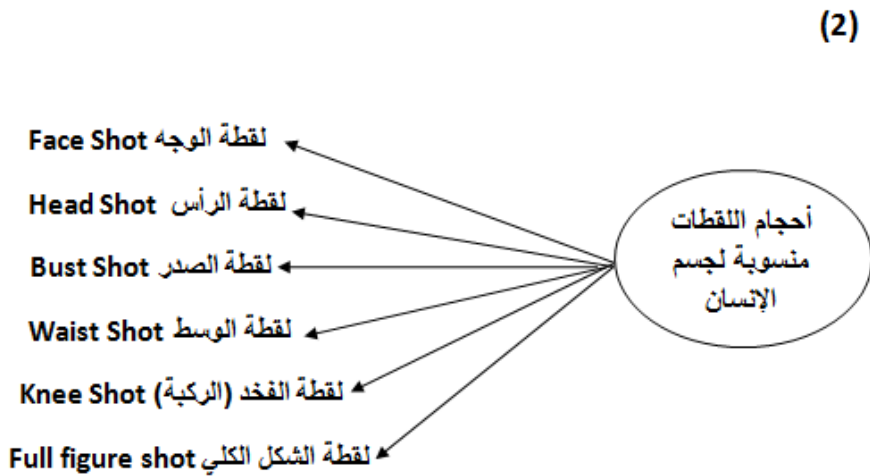 (2)
أحجام اللقطات
منسوبة لجسم
الإنسان
لقطة الوجه Face Shot
لقطة الرأس Head Shot
لقطة الصدر Bust Shot
لقطة الوسط Waist Shot
لقطة الفخد (الركبة) Knee Shot
لقطة الشكل الكلي Full figure shot